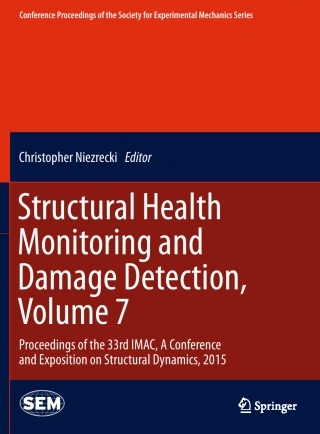 Conference Proceedings of the Society for Experimental Mechanics Series
Christopher Niezrecki Editor
Structural Health
Monitoring and
Damage Detection,
Volume 7
Proceedings of the 33rd IMAC, A Conference
and Exposition on Structural Dynamics, 2015
SEM
Springer